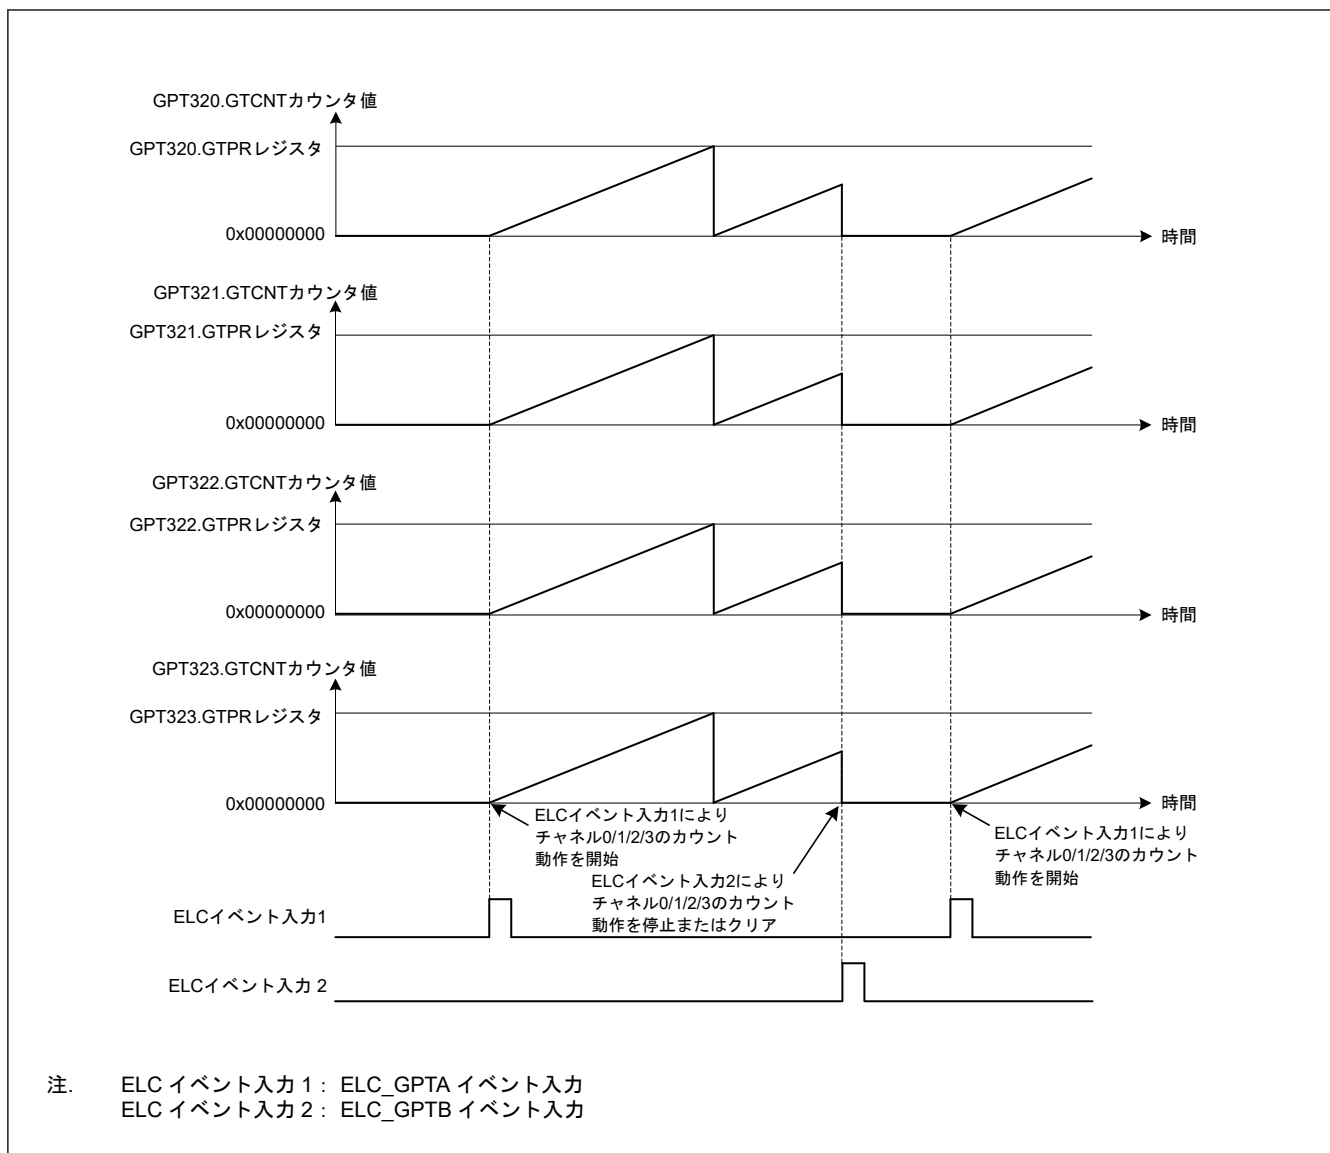 GPT320.GTCNTカウンタ値
GPT320.GTPRレジスタ
0x00000000
時間
GPT321.GTCNTカウンタ値
GPT321.GTPRレジスタ
0x00000000
時間
GPT322.GTCNTカウンタ値
GPT322.GTPRレジスタ
0x00000000
時間
GPT323.GTCNTカウンタ値
GPT323.GTPRレジスタ
0x00000000
時間
ELCイベント入力1により
チャネル0/1/2/3のカウント
動作を開始
ELCイベント入力2により
チャネル0/1/2/3のカウント
動作を停止またはクリア
ELCイベント入力1により
チャネル0/1/2/3のカウント
動作を開始
ELCイベント入力1
ELCイベント入力 2
注. ELC イベント入力 1 : ELC_GPTA イベント入力
ELC イベント入力 2 : ELC_GPTB イベント入力